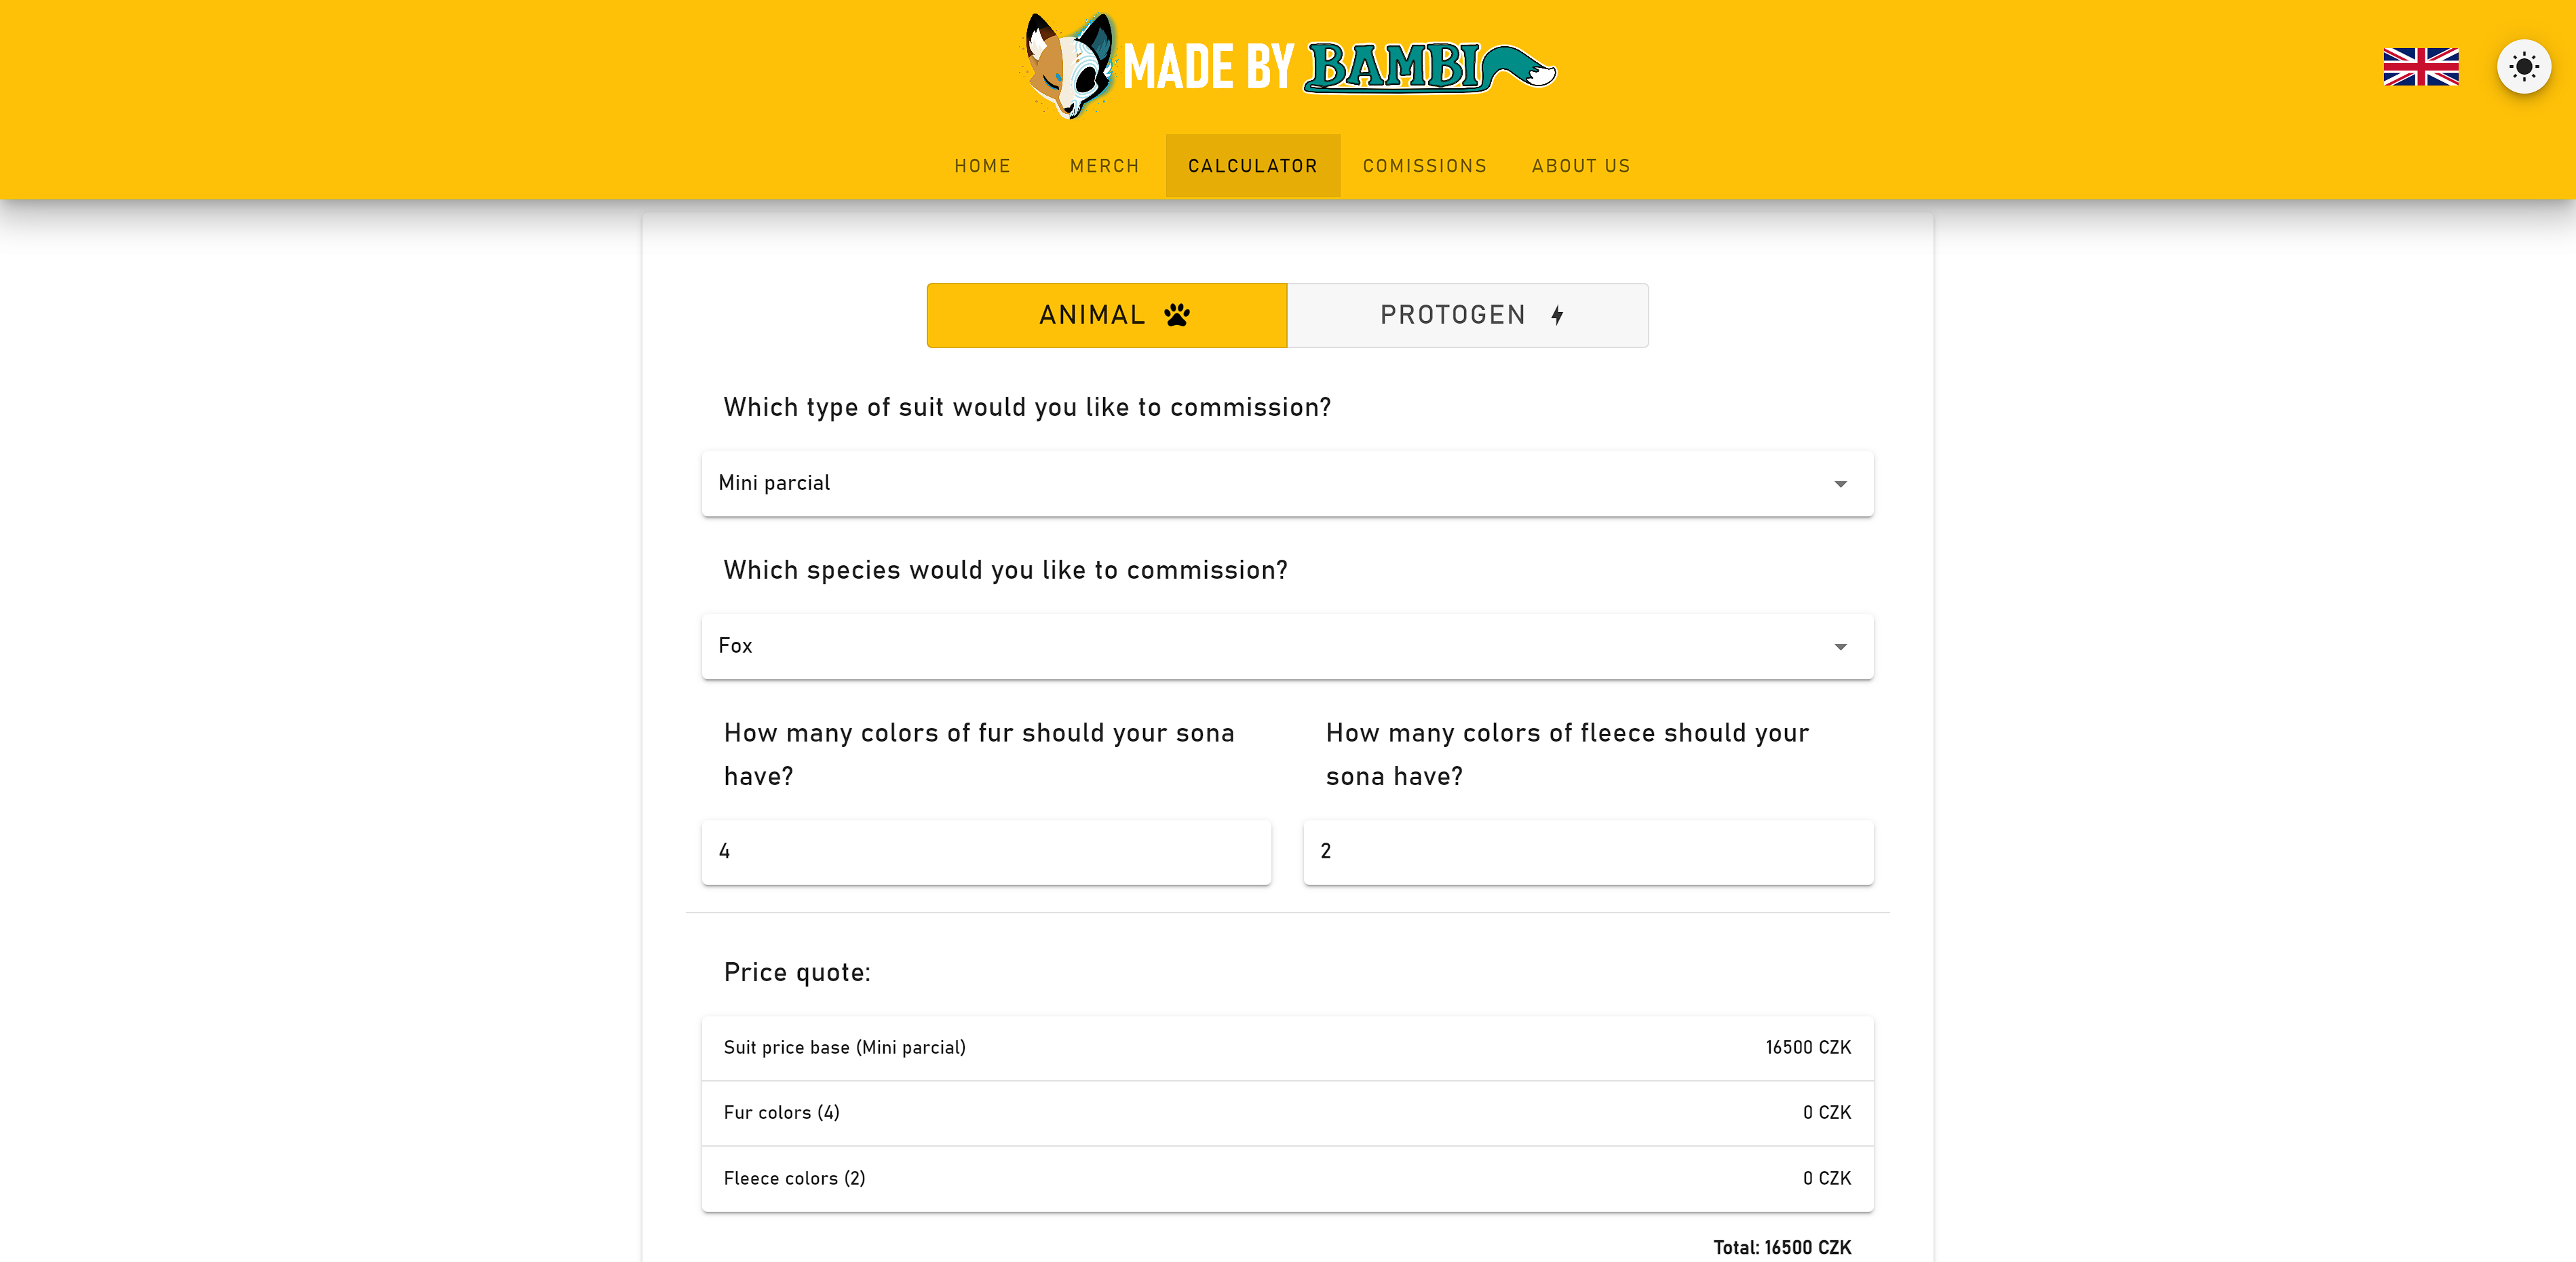 MADE BY BAMBI
HOME MERCH CALCULATOR COMISSIONS ABOUT US
ANIMAL PROTOGEN
Which type of suit would you like to commission?
Mini parcial
Which species would you like to commission?
Fox
How many colors of fur should your sona
have?
How many colors of fleece should your
sona have?
4
2
Price quote:
Suit price base (Mini parcial) 16500 CZK
Fur colors (4) 0 CZK
Fleece colors (2) 0 CZK
Total: 16500 CZK